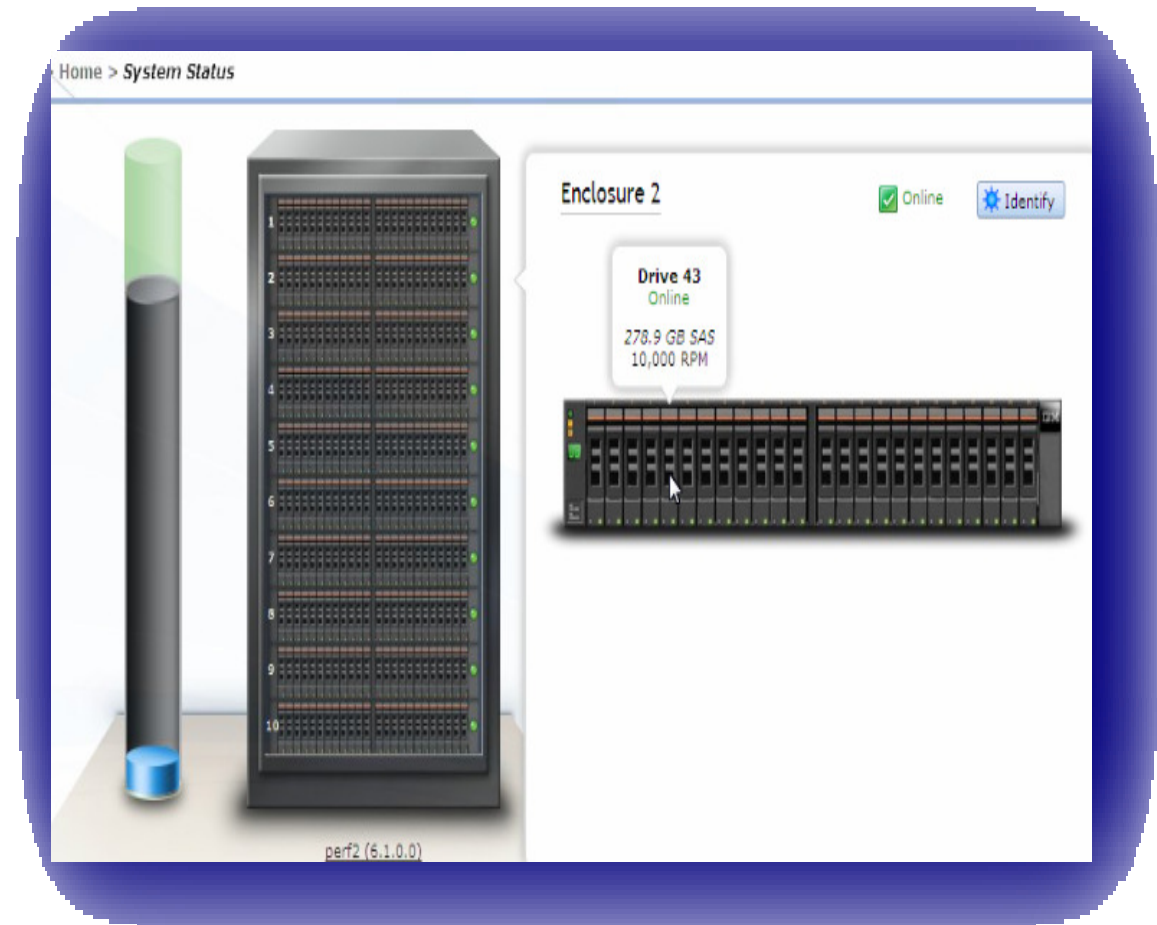 Home > System Status
Enclosure 2
Online
Identify
Drive 43
Online
278.9 GB SAS
10,000 RPM
IBM
1
2
3
4
5
6
7
8
9
10
perf2 (6.1.0.0)